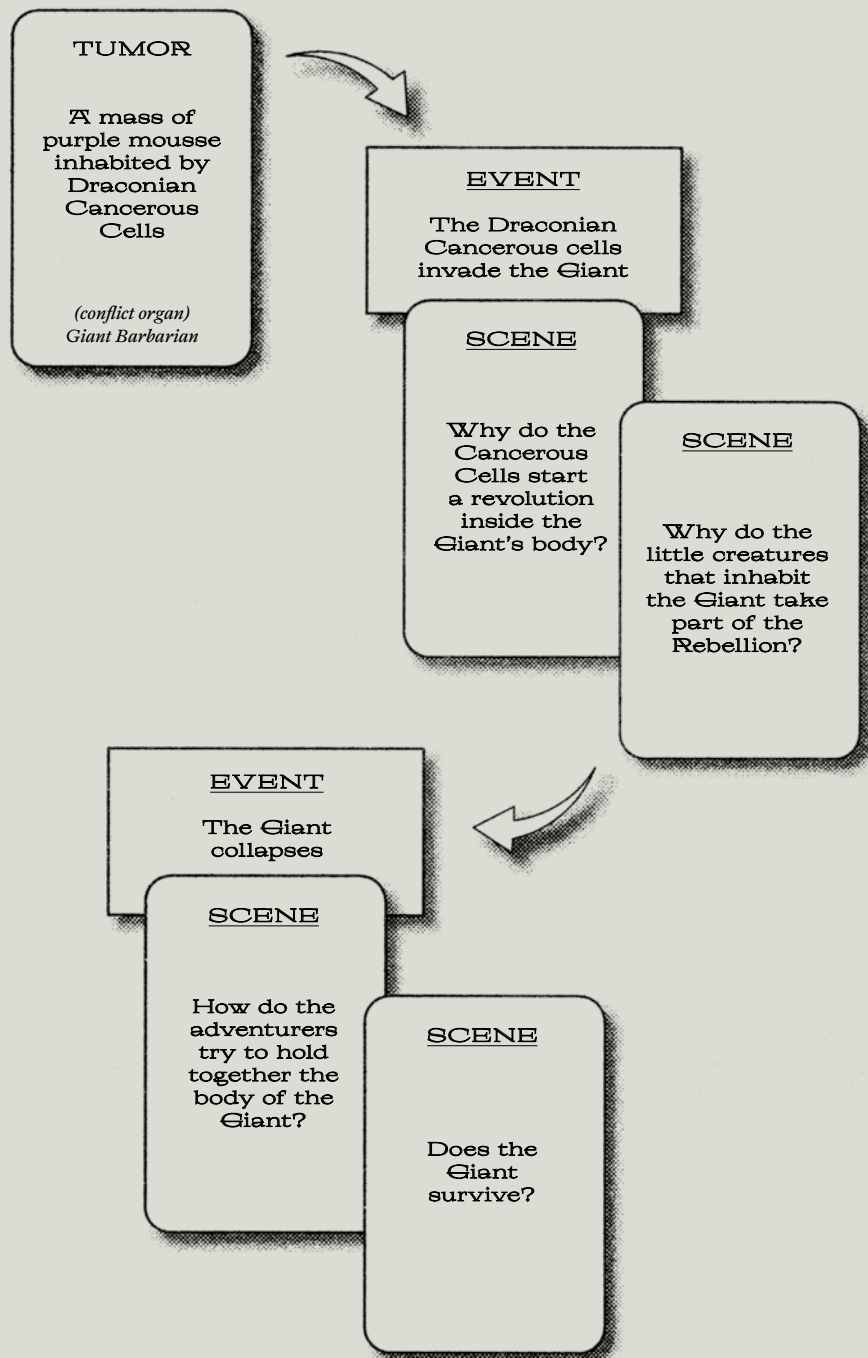 TUMOR
A mass of
purple mousse
inhabited by
Draconian
Cancerous
Cells
(conflict organ)
Giant Barbarian
EVENT
The Draconian
Cancerous cells
invade the Giant
SCENE
Why do the
Cancerous
Cells start
a revolution
inside the
Giant's body?
SCENE
Why do the
little creatures
that inhabit
the Giant take
part of the
Rebellion?
EVENT
The Giant
collapses
SCENE
How do the
adventurers
try to hold
together the
body of the
Giant?
SCENE
Does the
Giant
survive?